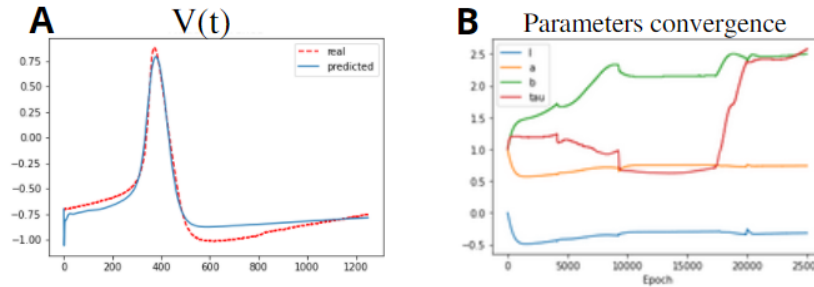 A
V(t)
real
predicted
0.75
0.50
0.25
0.00
−0.25
−0.50
−0.75
−1.00
0
200
400
600
800
1000
1200
B
Parameters convergence
I
a
b
tau
2.5
2.0
1.5
1.0
0.5
0.0
−0.5
0
5000
10000
15000
20000
25000
Epoch